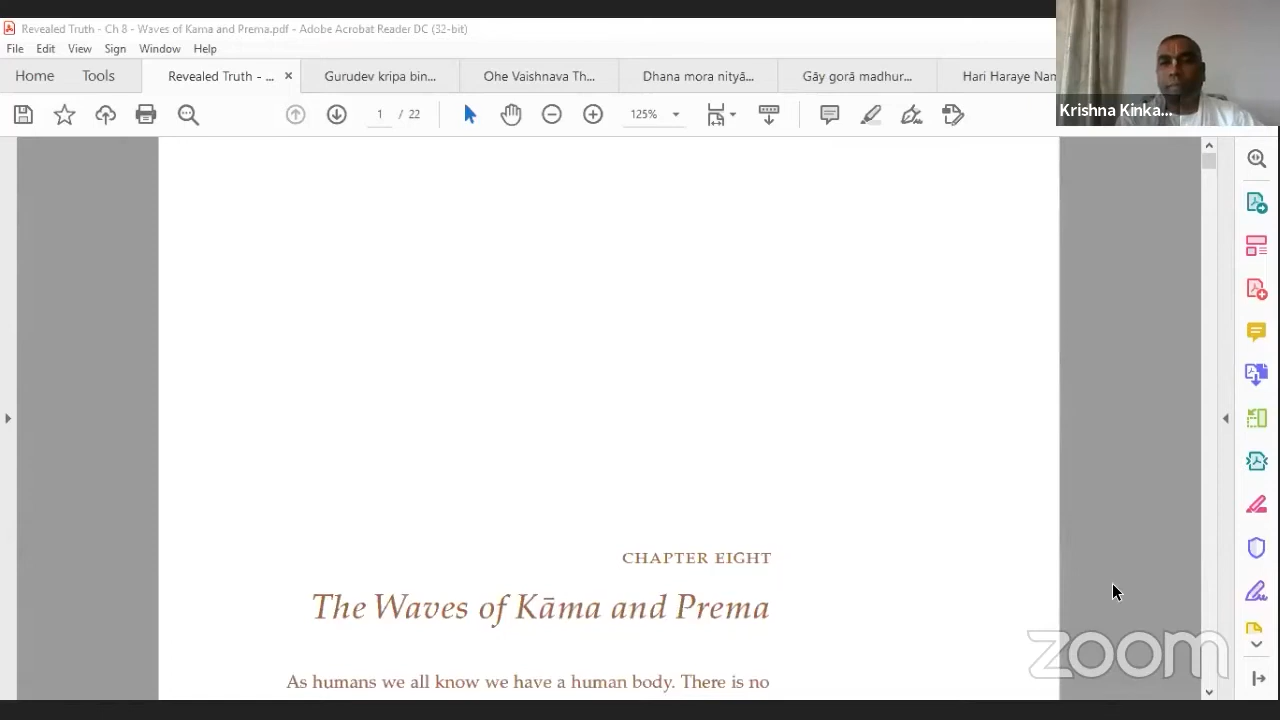 Revealed Truth - Ch 8 - Waves of Kama and Prema.pdf - Adobe Acrobat Reader DC (32-bit)
File Edit View Sign Window Help
Home Tools Revealed Truth - ... × Gurudev kripa bin... Ohe Vaishnava Th... Dhana mora nityā... Gāy gorā madhur... Hari Haraye Nam
1 / 22 125%
Krishna Kinka...
CHAPTER EIGHT
The Waves of Kāma and Prema
As humans we all know we have a human body. There is no
zoom